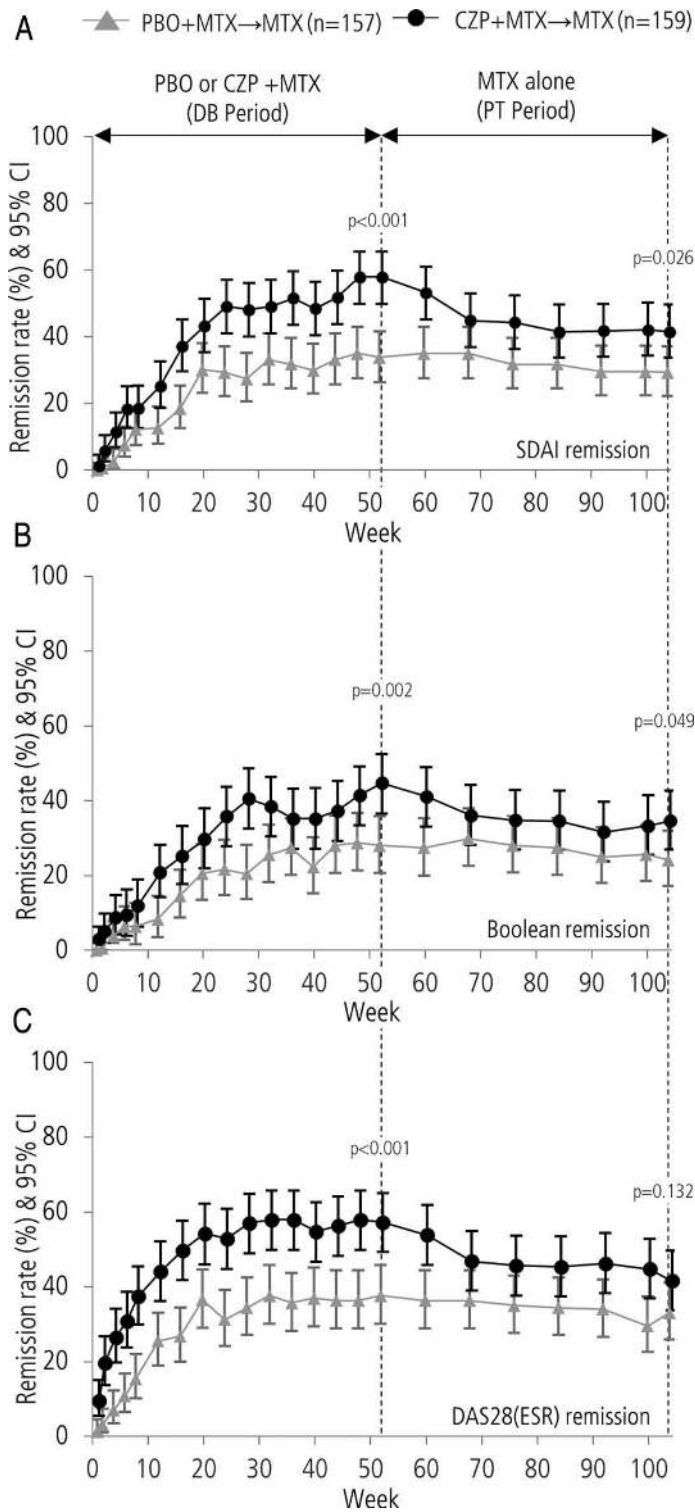 A
PBO+MTX→MTX (n=157)
CZP+MTX→MTX (n=159)
PBO or CZP +MTX
(DB Period)
MTX alone
(PT Period)
Remission rate (%) & 95% CI
100
80
60
40
20
0
p<0.001
p=0.026
SDAI remission
0 10 20 30 40 50 60 70 80 90 100
Week
B
Remission rate (%) & 95% CI
100
80
60
40
20
0
p=0.002
p=0.049
Boolean remission
0 10 20 30 40 50 60 70 80 90 100
Week
C
Remission rate (%) & 95% CI
100
80
60
40
20
0
p<0.001
p=0.132
DAS28(ESR) remission
0 10 20 30 40 50 60 70 80 90 100
Week